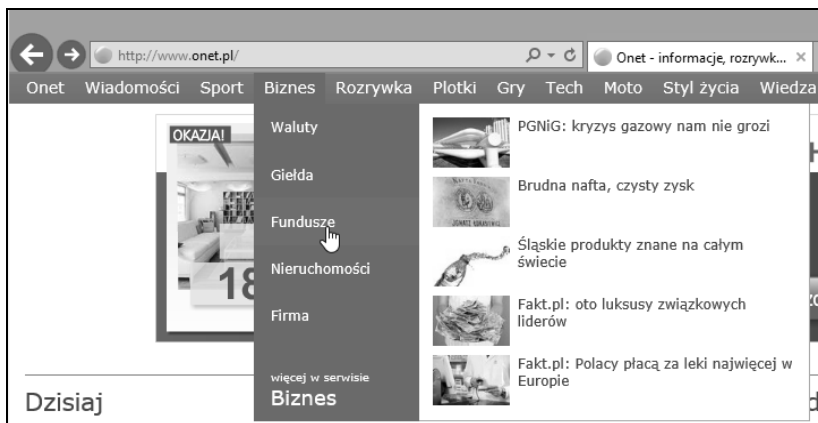 http://www.onet.pl/
Onet - informacje, rozrywk...
Onet Wiadomości Sport Biznes Rozrywka Plotki Gry Tech Moto Styl życia Wiedza
OKAZJA!
18
Waluty
Giełda
Fundusze
Nieruchomości
Firma
więcej w serwisie
Biznes
PGNiG: kryzys gazowy nam nie grozi
Brudna nafta, czysty zysk
Śląskie produkty znane na całym
świecie
Fakt.pl: oto luksusy związkowych
liderów
Fakt.pl: Polacy płacą za leki najwięcej w
Europie
Dzisiaj